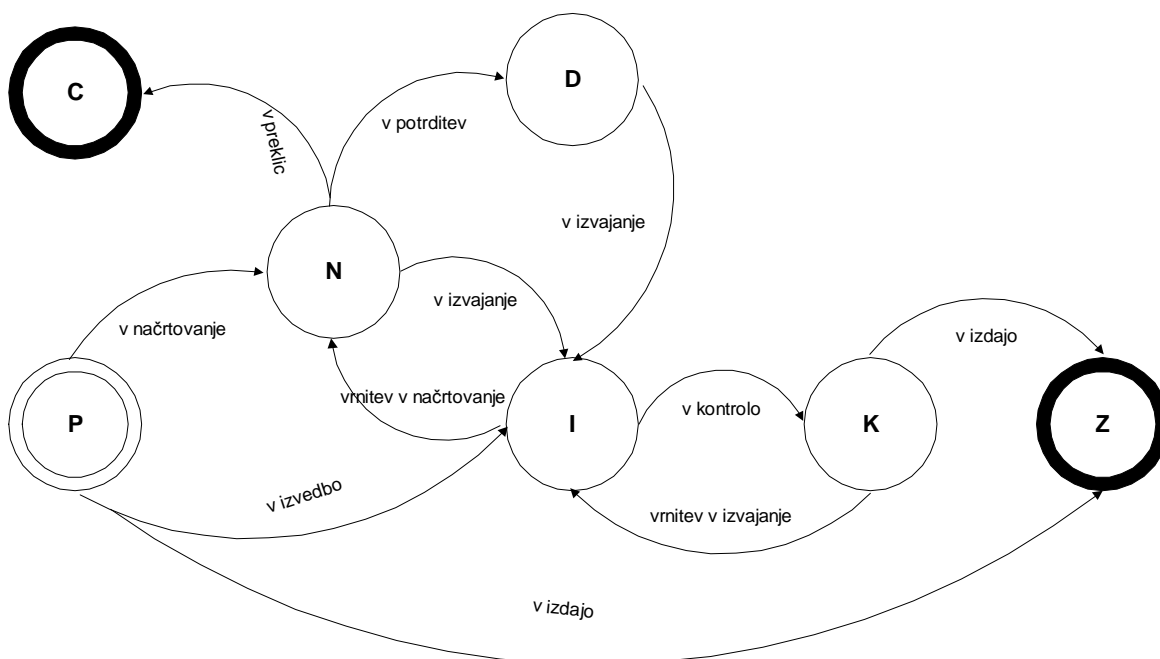 C
D
v preklic
v potrditev
v izvajanje
N
v izvajanje
v načrtovanje
v izdajo
vrnitev v načrtovanje
v kontrolo
P
I
K
Z
v izvedbo
vrnitev v izvajanje
v izdajo